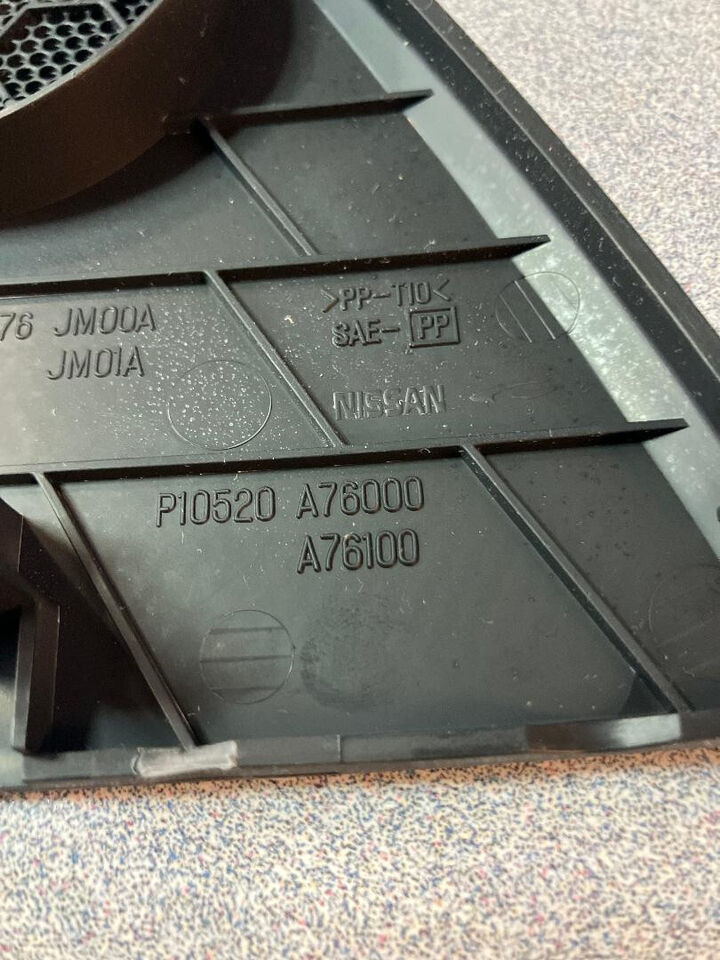 76 JM00A
JM01A
>PP-T10<
SAE- PP
NISSAN
P10520 A76000
A76100